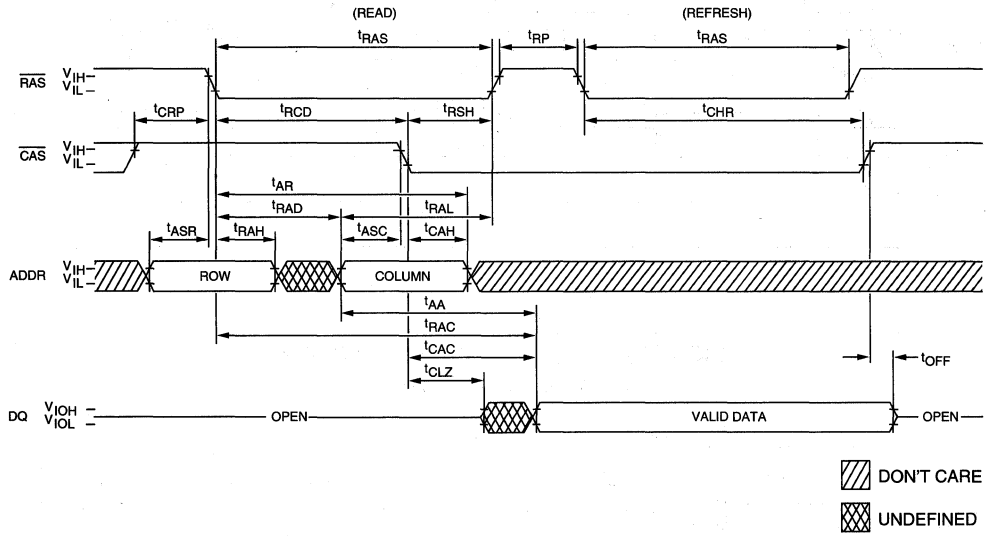 (READ) (REFRESH)
tRAS tRP tRAS
RAS VIH
VIL
tCRP tRCD tRSH tCHR
CAS VIH
VIL
tAR
tRAD tRAL
tASR tRAH tASC tCAH
ADDR VIH
VIL
ROW COLUMN
tAA
tRAC
tCAC
tOFF
tCLZ
DQ VIOH
VIOL
OPEN VALID DATA OPEN
DON'T CARE
UNDEFINED